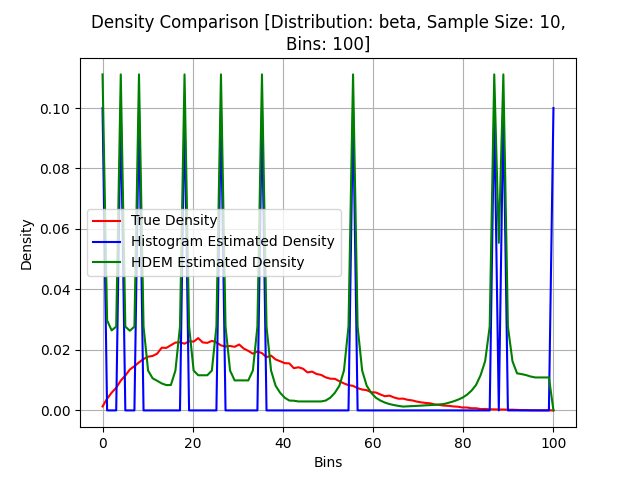 Density Comparison [Distribution: beta, Sample Size: 10,
Bins: 100]
0.10
0.08
0.06
0.04
0.02
0.00
Density
True Density
Histogram Estimated Density
HDEM Estimated Density
0 20 40 60 80 100
Bins